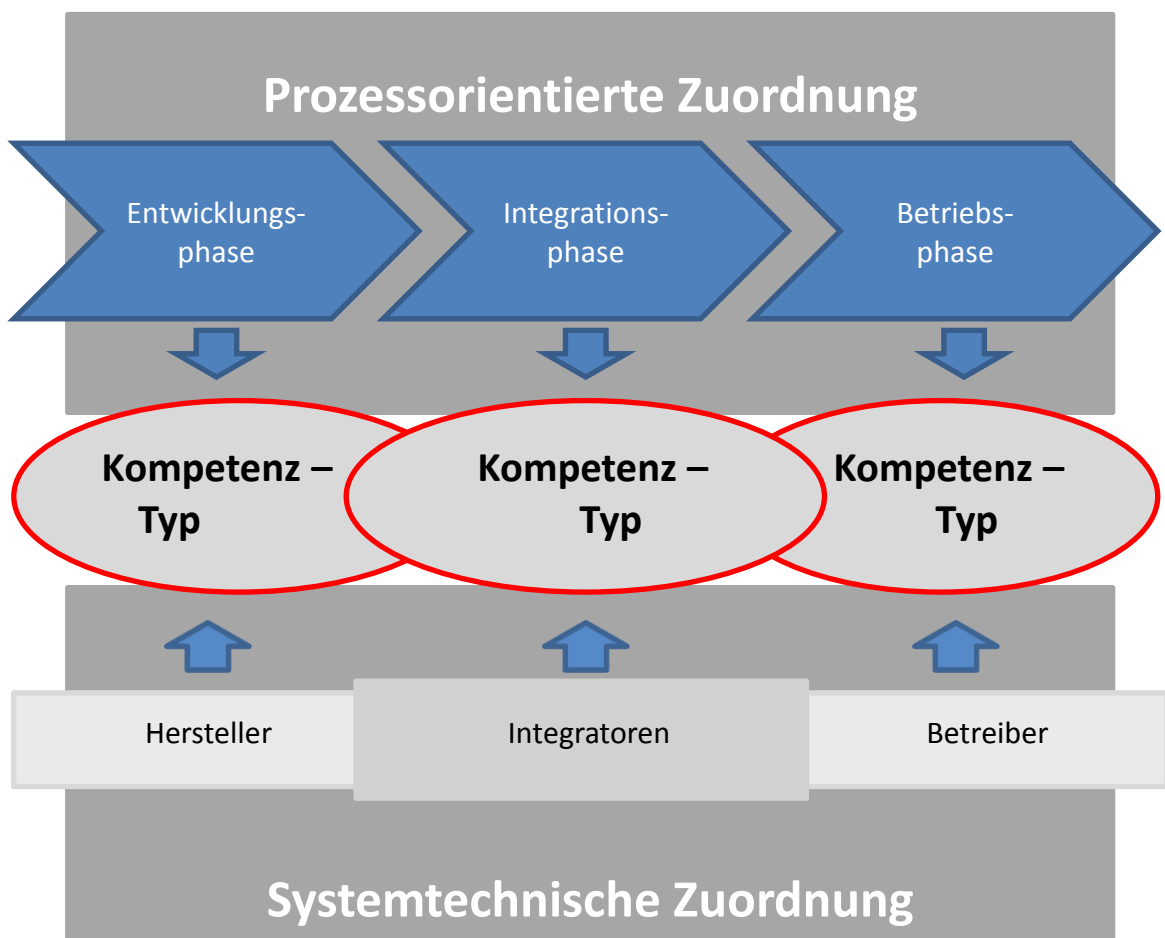 Prozessorientierte Zuordnung
Entwicklungs-
phase
Integrations-
phase
Betriebs-
phase
Kompetenz –
Typ
Kompetenz –
Typ
Kompetenz –
Typ
Hersteller
Integratoren
Betreiber
Systemtechnische Zuordnung